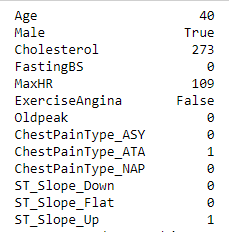 Age 40
Male True
Cholesterol 273
FastingBS 0
MaxHR 109
ExerciseAngina False
Oldpeak 0
ChestPainType_ASY 0
ChestPainType_ATA 1
ChestPainType_NAP 0
ST_Slope_Down 0
ST_Slope_Flat 0
ST_Slope_Up 1